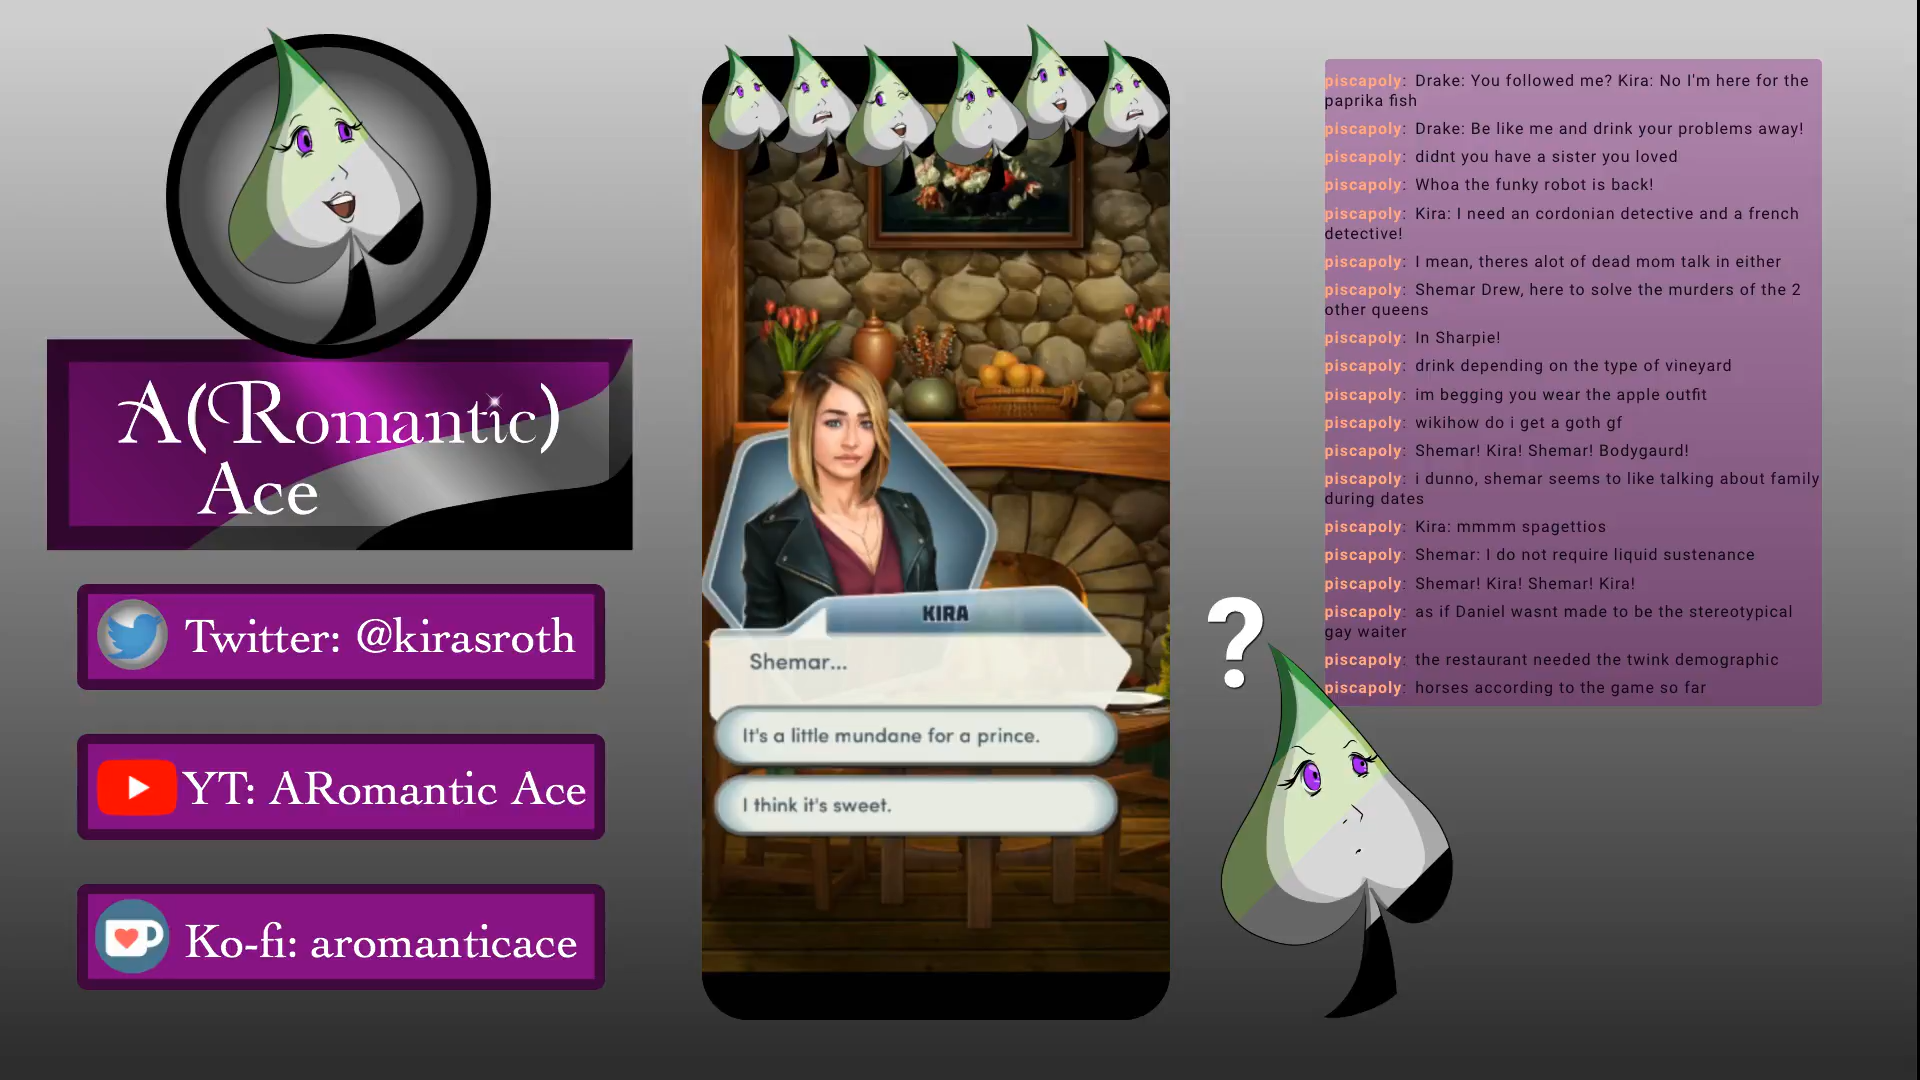 A(Romantic)
Ace
Twitter: @kirasroth
YT: ARomantic Ace
Ko-fi: aromanticace
KIRA
Shemar...
It's a little mundane for a prince.
I think it's sweet.
?
piscapoly: Drake: You followed me? Kira: No I'm here for the
paprika fish
piscapoly: Drake: Be like me and drink your problems away!
piscapoly: didnt you have a sister you loved
piscapoly: Whoa the funky robot is back!
piscapoly: Kira: I need an cordonian detective and a french
detective!
piscapoly: I mean, theres alot of dead mom talk in either
piscapoly: Shemar Drew, here to solve the murders of the 2
other queens
piscapoly: In Sharpie!
piscapoly: drink depending on the type of vineyard
piscapoly: im begging you wear the apple outfit
piscapoly: wikihow do i get a goth gf
piscapoly: Shemar! Kira! Shemar! Bodygaurd!
piscapoly: i dunno, shemar seems to like talking about family
during dates
piscapoly: Kira: mmmm spagettios
piscapoly: Shemar: I do not require liquid sustenance
piscapoly: Shemar! Kira! Shemar! Kira!
piscapoly: as if Daniel wasnt made to be the stereotypical
gay waiter
piscapoly: the restaurant needed the twink demographic
piscapoly: horses according to the game so far